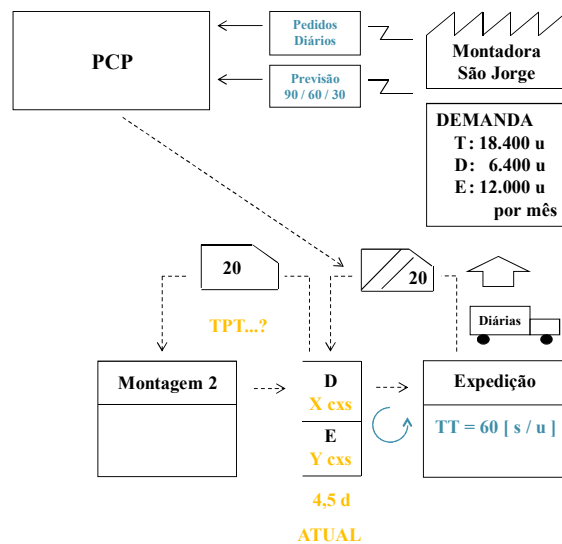 Pedidos
Diários
PCP
Previsão
90 / 60 / 30
Montadora
São Jorge
DEMANDA
T : 18.400 u
D : 6.400 u
E : 12.000 u
por mês
20
20
TPT...?
Diárias
Montagem 2
D
X cxs
E
Y cxs
Expedição
TT = 60 [ s / u ]
4,5 d
ATUAL